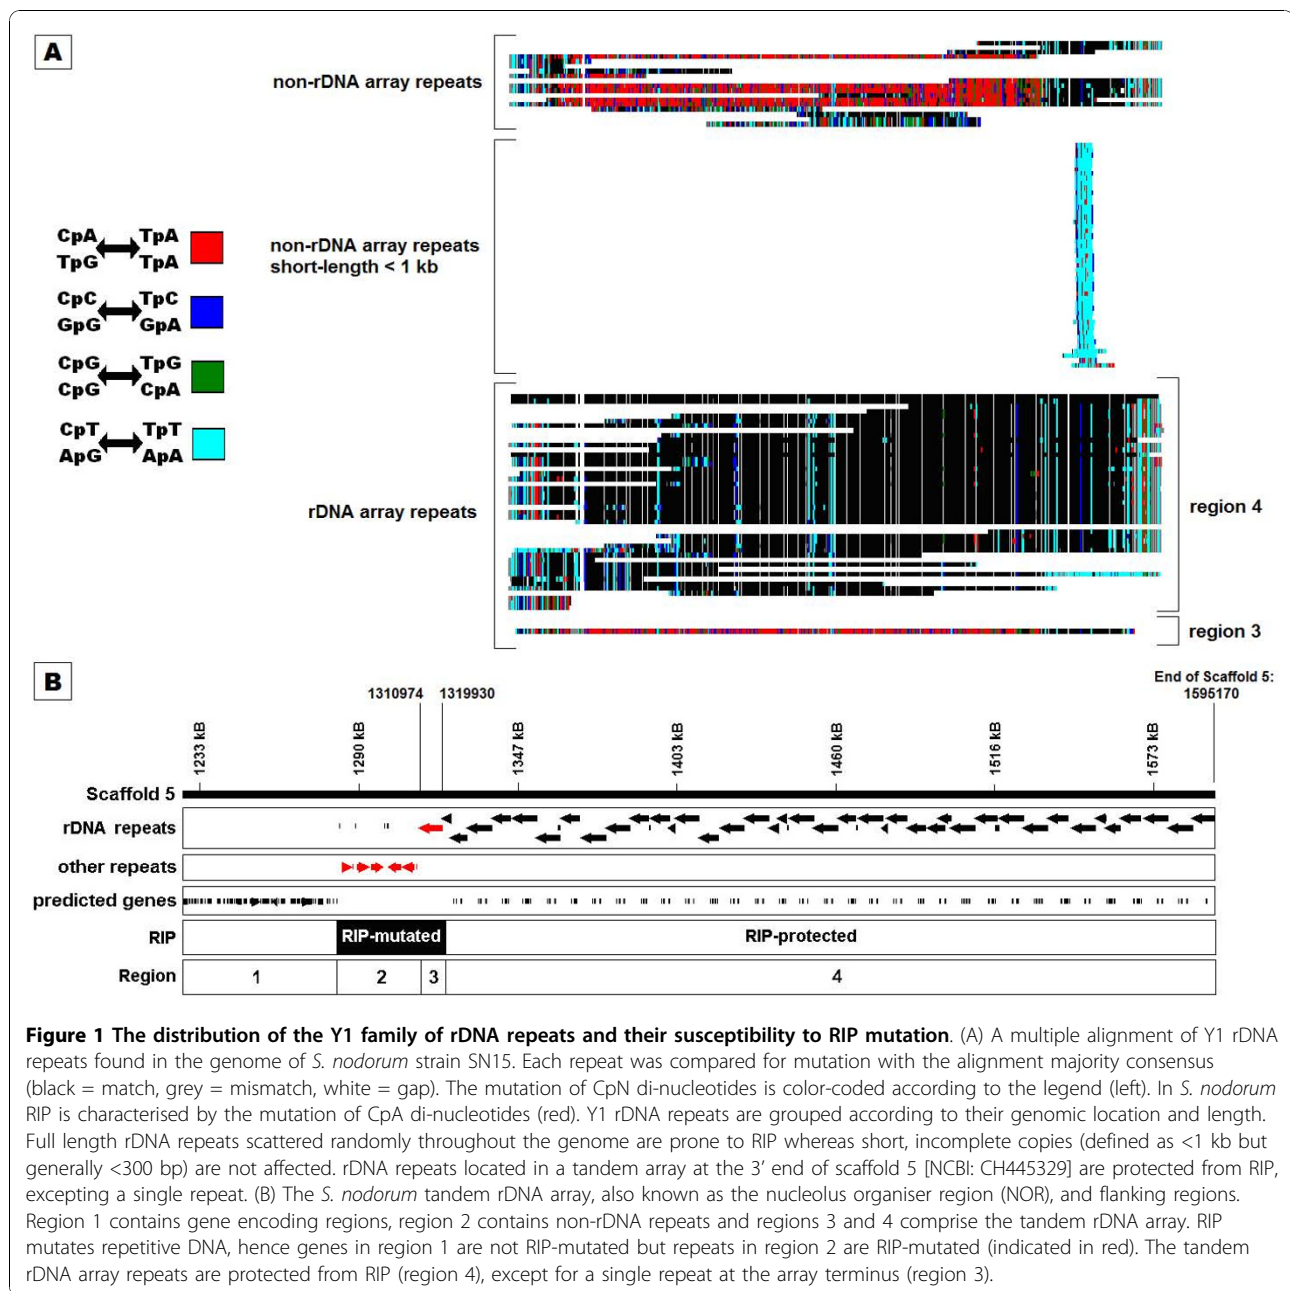 A
non-rDNA array repeats
non-rDNA array repeats
short-length < 1 kb
CpA TpA
TpG TpA
CpC TpC
GpG GpA
CpG TpG
CpG CpA
CpT TpT
ApG ApA
rDNA array repeats
region 4
region 3
B
1310974 1319930
End of Scaffold 5:
1595170
1233 kB 1290 kB 1347 kB 1403 kB 1460 kB 1516 kB 1573 kB
Scaffold 5
rDNA repeats
other repeats
predicted genes
RIP RIP-mutated RIP-protected
Region 1 2 3 4
Figure 1 The distribution of the Y1 family of rDNA repeats and their susceptibility to RIP mutation. (A) A multiple alignment of Y1 rDNA
repeats found in the genome of S. nodorum strain SN15. Each repeat was compared for mutation with the alignment majority consensus
(black = match, grey = mismatch, white = gap). The mutation of CpN di-nucleotides is color-coded according to the legend (left). In S. nodorum
RIP is characterised by the mutation of CpA di-nucleotides (red). Y1 rDNA repeats are grouped according to their genomic location and length.
Full length rDNA repeats scattered randomly throughout the genome are prone to RIP whereas short, incomplete copies (defined as <1 kb but
generally <300 bp) are not affected. rDNA repeats located in a tandem array at the 3’ end of scaffold 5 [NCBI: CH445329] are protected from RIP,
excepting a single repeat. (B) The S. nodorum tandem rDNA array, also known as the nucleolus organiser region (NOR), and flanking regions.
Region 1 contains gene encoding regions, region 2 contains non-rDNA repeats and regions 3 and 4 comprise the tandem rDNA array. RIP
mutates repetitive DNA, hence genes in region 1 are not RIP-mutated but repeats in region 2 are RIP-mutated (indicated in red). The tandem
rDNA array repeats are protected from RIP (region 4), except for a single repeat at the array terminus (region 3).